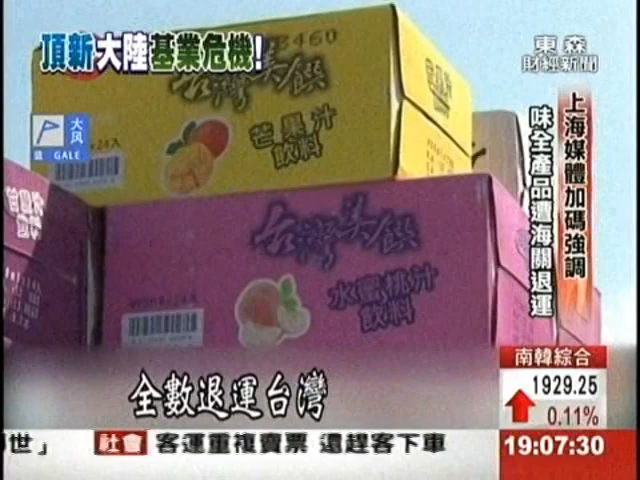 頂新大陸基業危機!
東森
財經新聞
大风
GALE
上海媒體加碼強調
味全產品遭海關退運
台灣美饌
芒果汁
飲料
x24入
台灣美饌
水蜜桃汁
飲料
全數退運台灣
南韓綜合
1929.25
0.11%
社會 客運重複賣票 還趕客下車
19:07:30